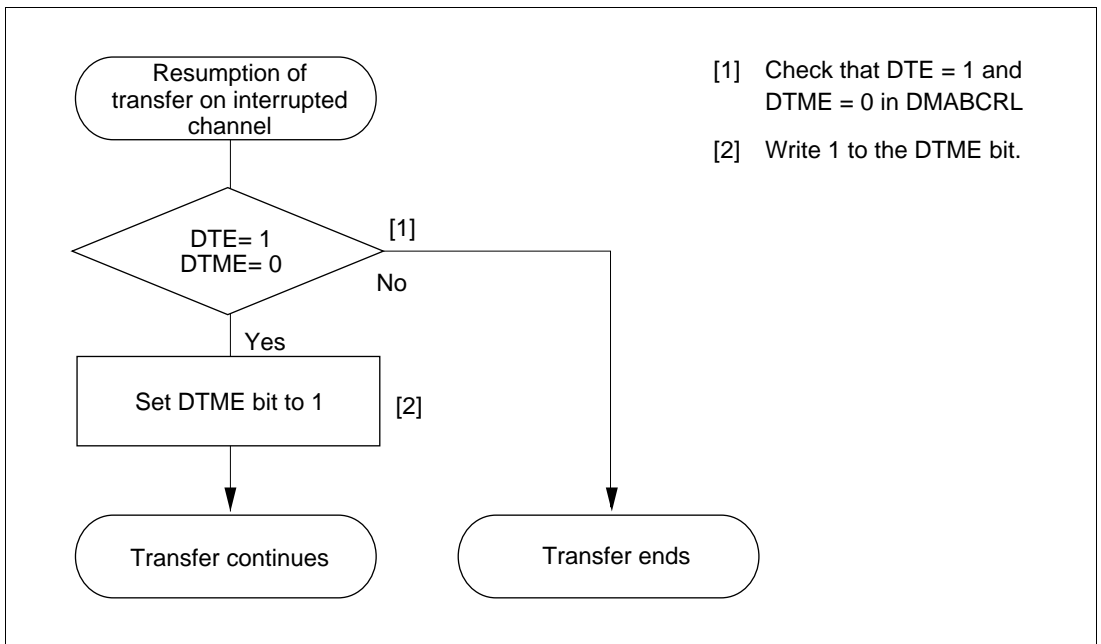 Resumption of
transfer on interrupted
channel
[1] Check that DTE = 1 and
DTME = 0 in DMABCRL
[2] Write 1 to the DTME bit.
DTE= 1
DTME= 0
[1]
No
Yes
Set DTME bit to 1
[2]
Transfer continues
Transfer ends